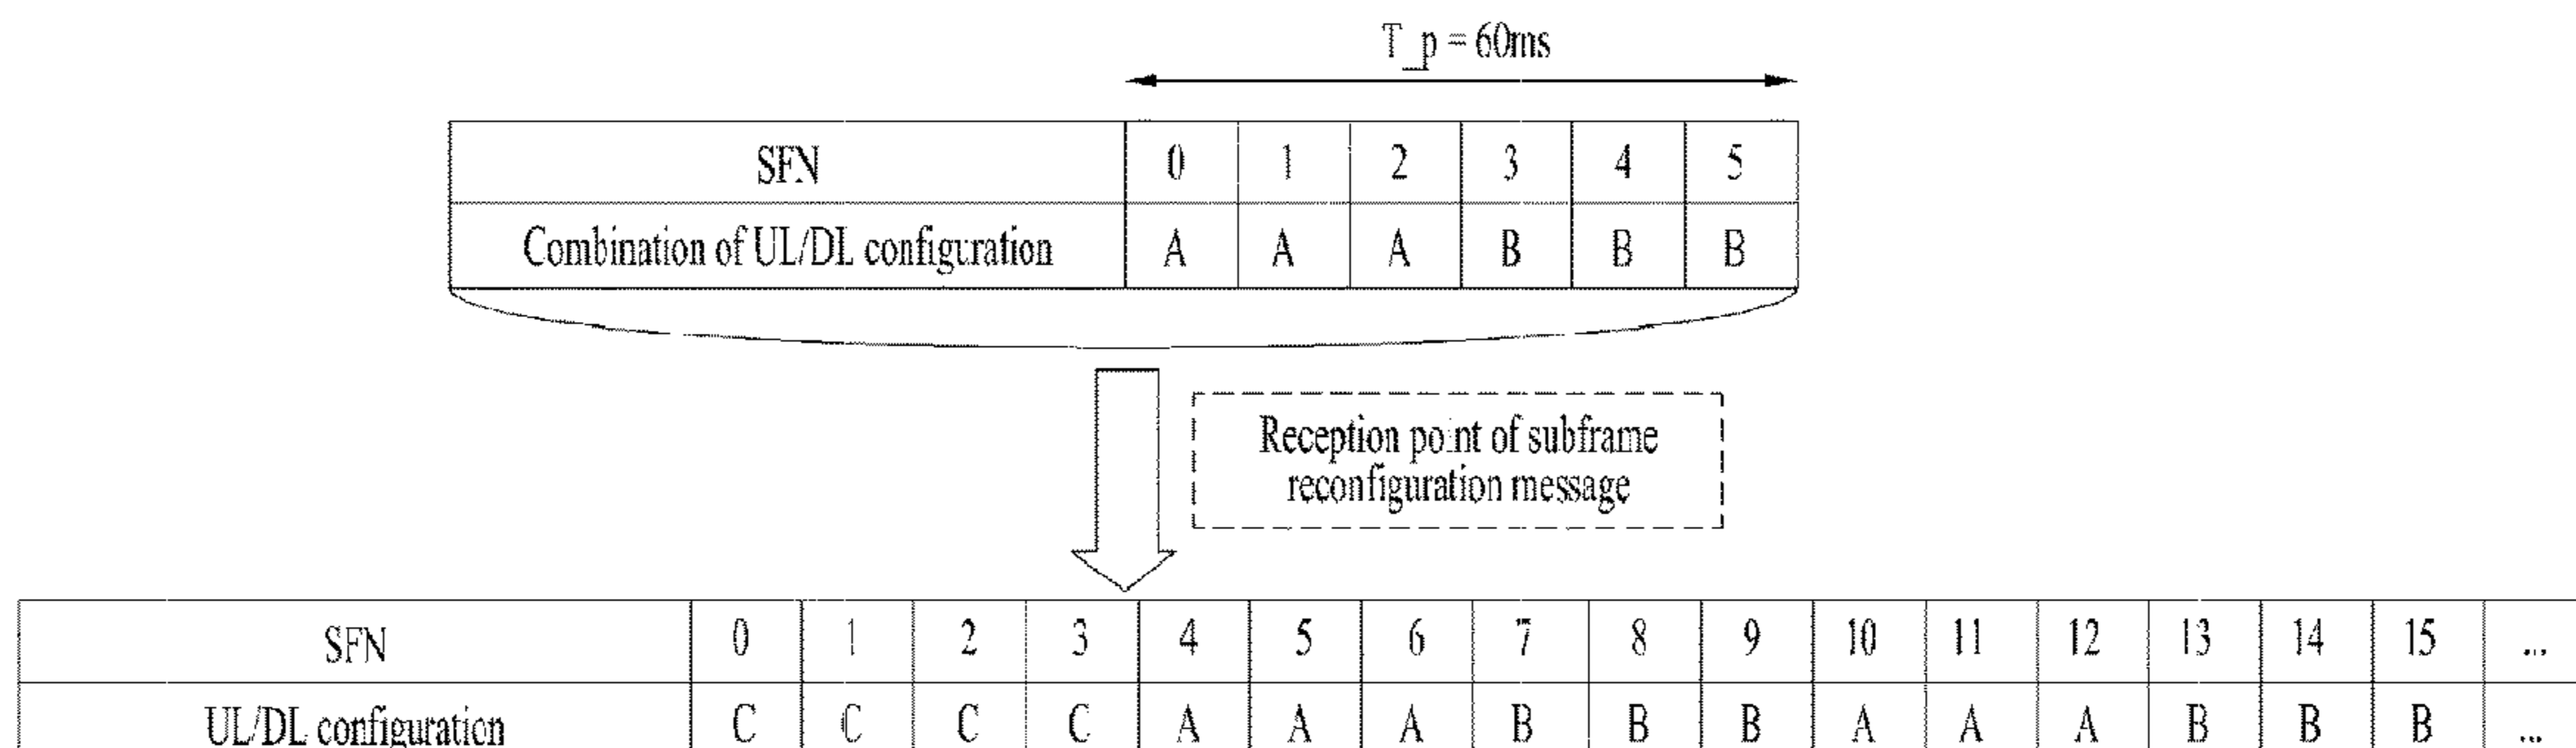 T_p = 60ms
SFN 0 1 2 3 4 5
Combination of UL/DL configuration A A A B B B
Reception point of subframe
reconfiguration message
SFN 0 1 2 3 4 5 6 7 8 9 10 11 12 13 14 15 ...
UL/DL configuration C C C C A A A B B B A A A B B B ...